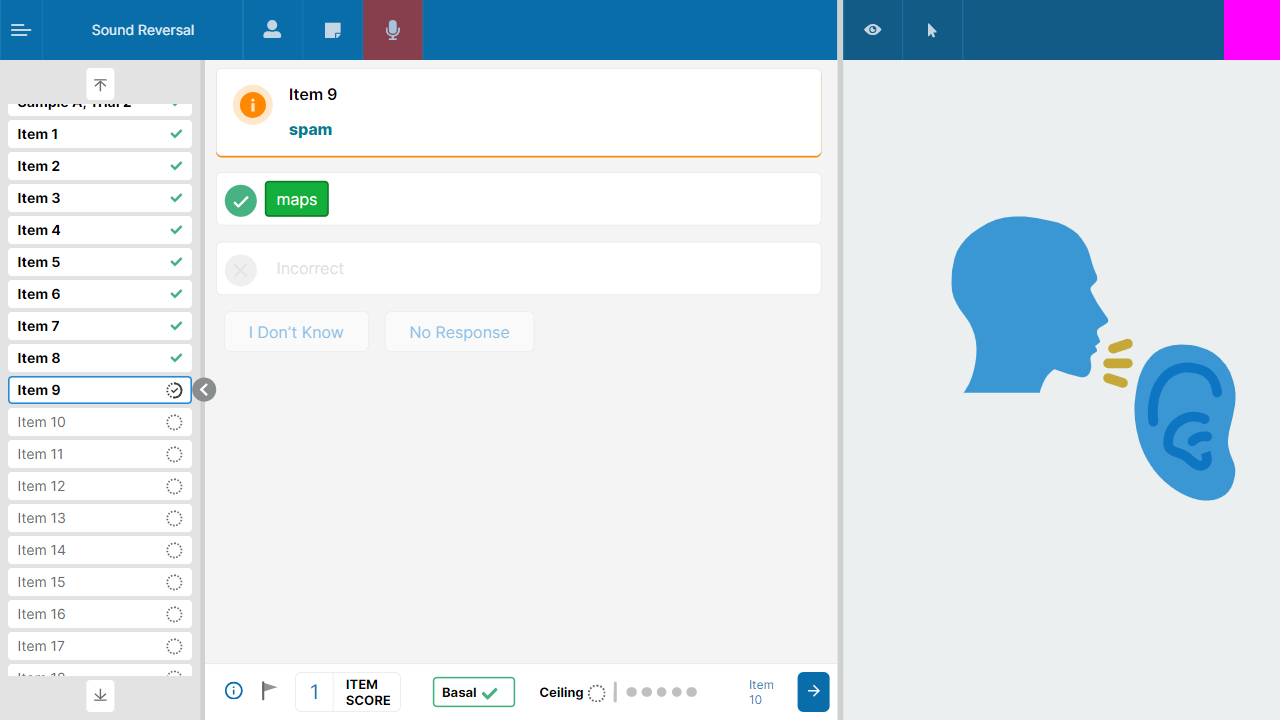 Sound Reversal
Sample A, Trial 2
Item 1
Item 2
Item 3
Item 4
Item 5
Item 6
Item 7
Item 8
Item 9
Item 10
Item 11
Item 12
Item 13
Item 14
Item 15
Item 16
Item 17
Item 18
Item 9
spam
maps
Incorrect
I Don’t Know
No Response
1
ITEM
SCORE
Basal
Ceiling
Item
10